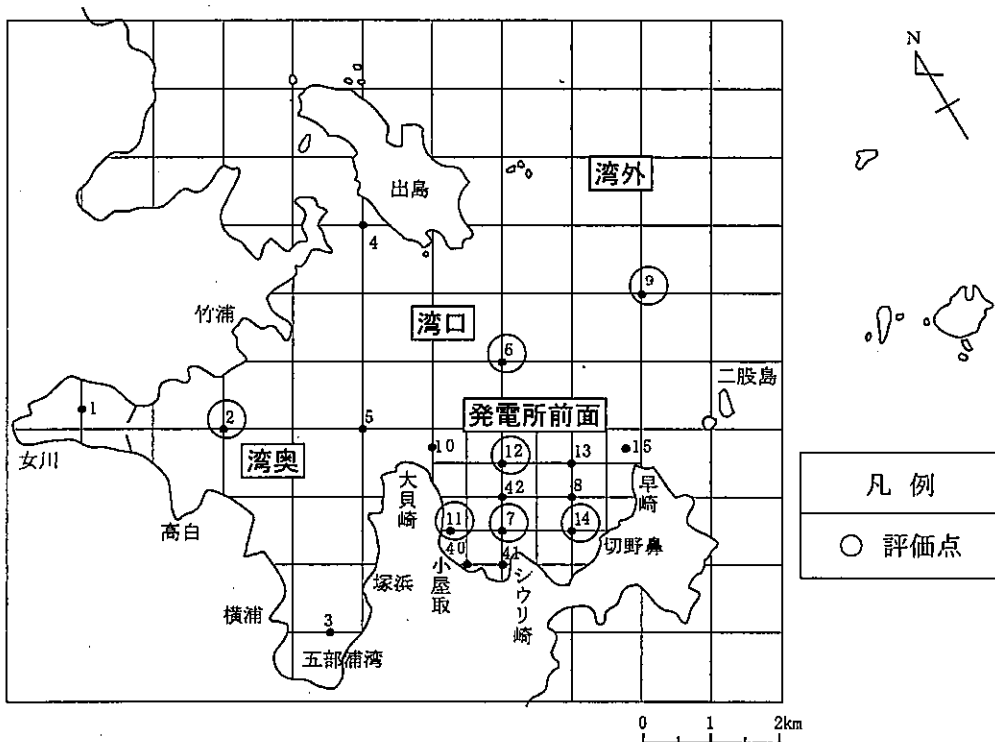 N
湾外
出島
4
9
竹浦
湾口
6
二股島
1
2
5
発電所前面
女川
湾奥
10
12
13
15
大貝崎
42
8
早崎
高白
11
7
14
切野鼻
40
41
小屋取
シウリ崎
塚浜
横浦
3
五部浦湾
凡例
○ 評価点
0 1 2km